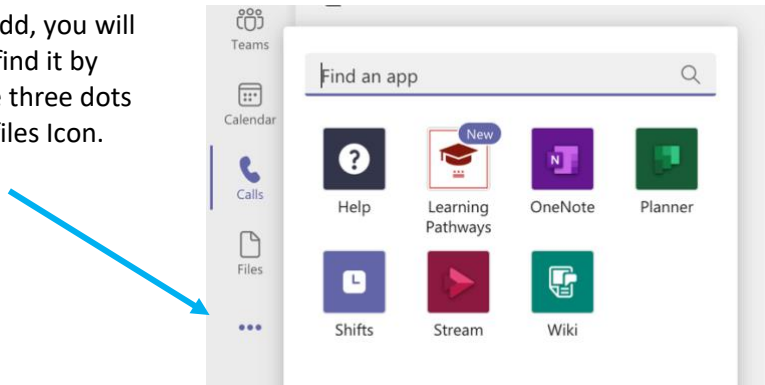 dd, you will
find it by
three dots
Files Icon.
Teams
Calendar
Calls
Files
Find an app
New
Help
Learning
Pathways
OneNote
Planner
Shifts
Stream
Wiki